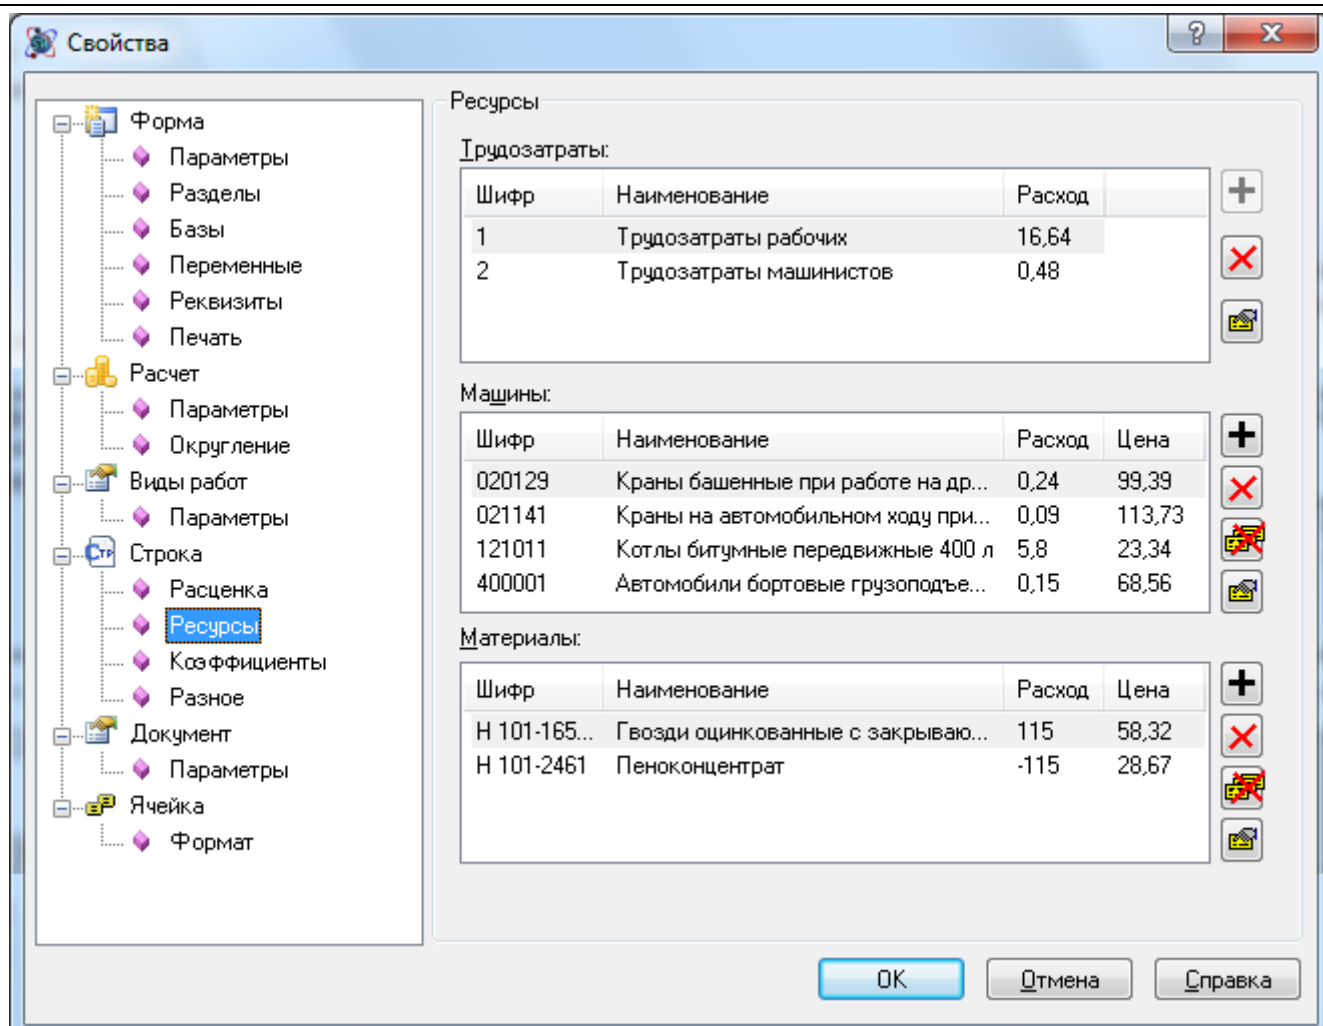 Свойства
Форма
Параметры
Разделы
Базы
Переменные
Реквизиты
Печать
Расчет
Параметры
Округление
Виды работ
Параметры
Стр Строка
Расценка
Ресурсы
Коэффициенты
Разное
Документ
Параметры
Ячейка
Формат
Ресурсы
Трудозатраты:
Шифр Наименование Расход
1 Трудозатраты рабочих 16,64
2 Трудозатраты машинистов 0,48
Машины:
Шифр Наименование Расход Цена
020129 Краны башенные при работе на др... 0,24 99,39
021141 Краны на автомобильном ходу при... 0,09 113,73
121011 Котлы битумные передвижные 400 л 5,8 23,34
400001 Автомобили бортовые грузоподъе... 0,15 68,56
Материалы:
Шифр Наименование Расход Цена
Н 101-165... Гвозди оцинкованные с закрываю... 115 58,32
Н 101-2461 Пеноконцентрат -115 28,67
OK Отмена Справка